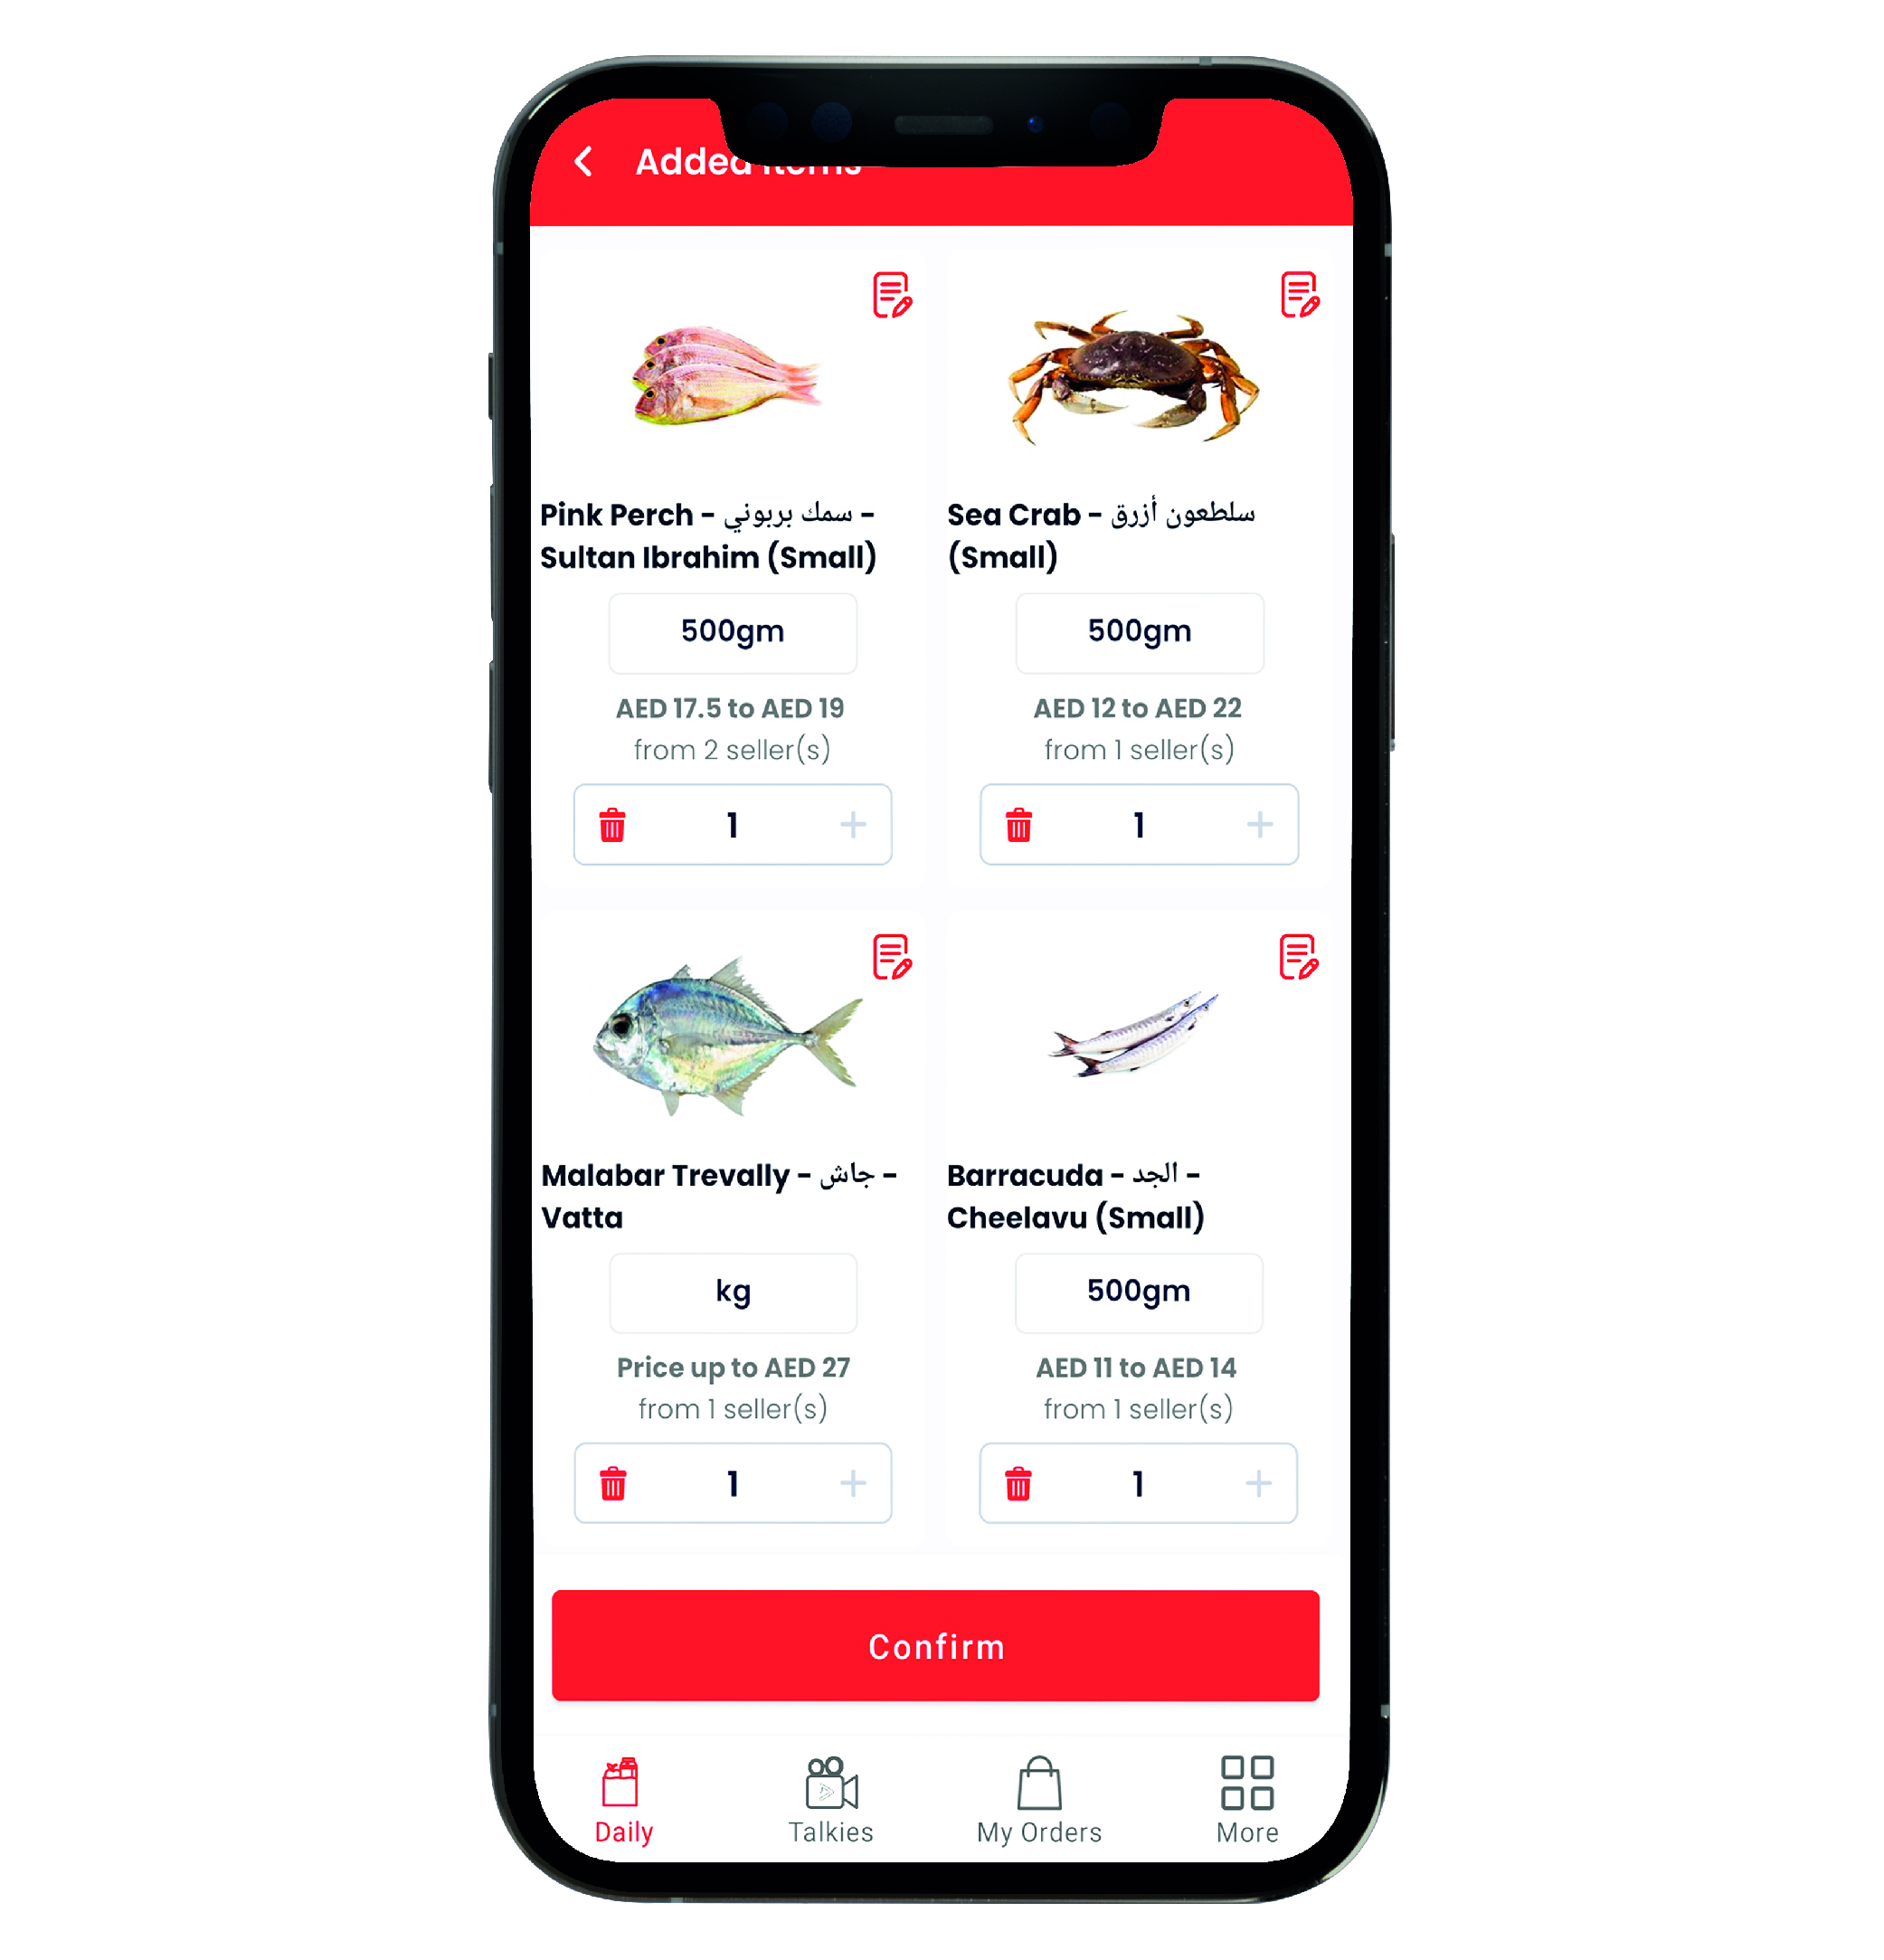 Added Items
Pink Perch - سمك بربوني -
Sultan Ibrahim (Small)
500gm
AED 17.5 to AED 19
from 2 seller(s)
1
Sea Crab - سلطعون أزرق
(Small)
500gm
AED 12 to AED 22
from 1 seller(s)
1
Malabar Trevally - جاش -
Vatta
kg
Price up to AED 27
from 1 seller(s)
1
Barracuda - الجد -
Cheelavu (Small)
500gm
AED 11 to AED 14
from 1 seller(s)
1
Confirm
Daily
Talkies
My Orders
More